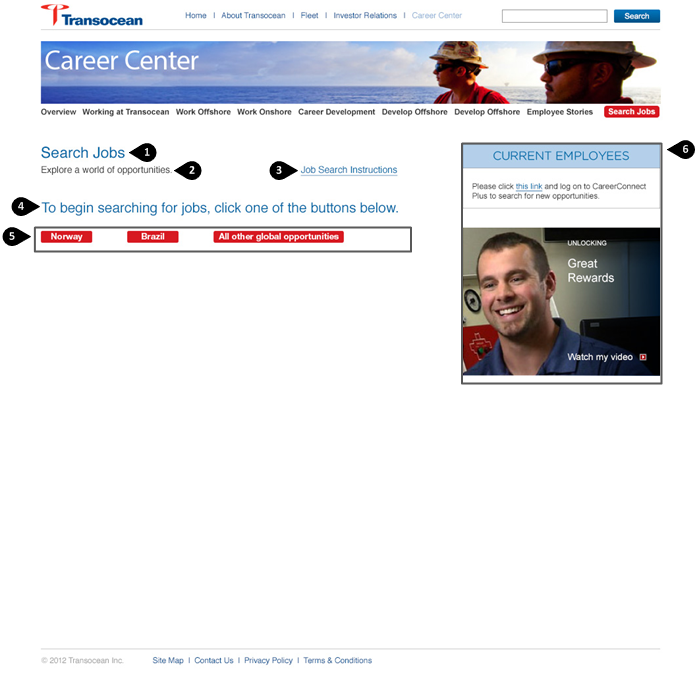 Transocean
Home | About Transocean | Fleet | Investor Relations | Career Center
Search
Career Center
Overview Working at Transocean Work Offshore Work Onshore Career Development Develop Offshore Develop Offshore Employee Stories Search Jobs
Search Jobs 1
Explore a world of opportunities. 2
3 Job Search Instructions
4 To begin searching for jobs, click one of the buttons below.
5 Norway Brazil All other global opportunities
CURRENT EMPLOYEES 6
Please click this link and log on to CareerConnect
Plus to search for new opportunities.
UNLOCKING
Great
Rewards
Watch my video
© 2012 Transocean Inc. Site Map | Contact Us | Privacy Policy | Terms & Conditions